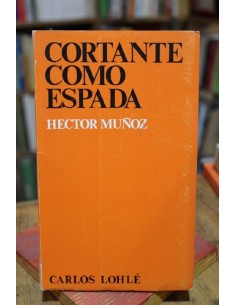 CORTANTE
COMO
ESPADA
HECTOR MUÑOZ
CARLOS LOHLÉ